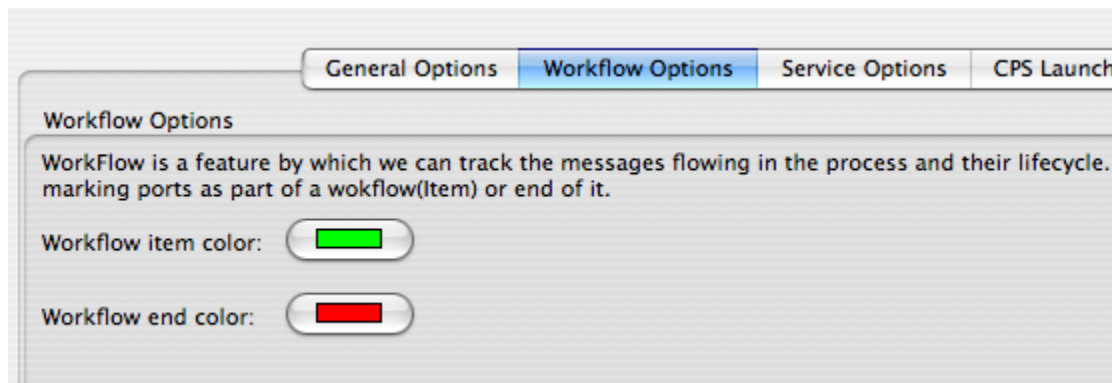 General Options Workflow Options Service Options CPS Launch
Workflow Options
WorkFlow is a feature by which we can track the messages flowing in the process and their lifecycle.
marking ports as part of a wokflow(Item) or end of it.
Workflow item color:
Workflow end color: